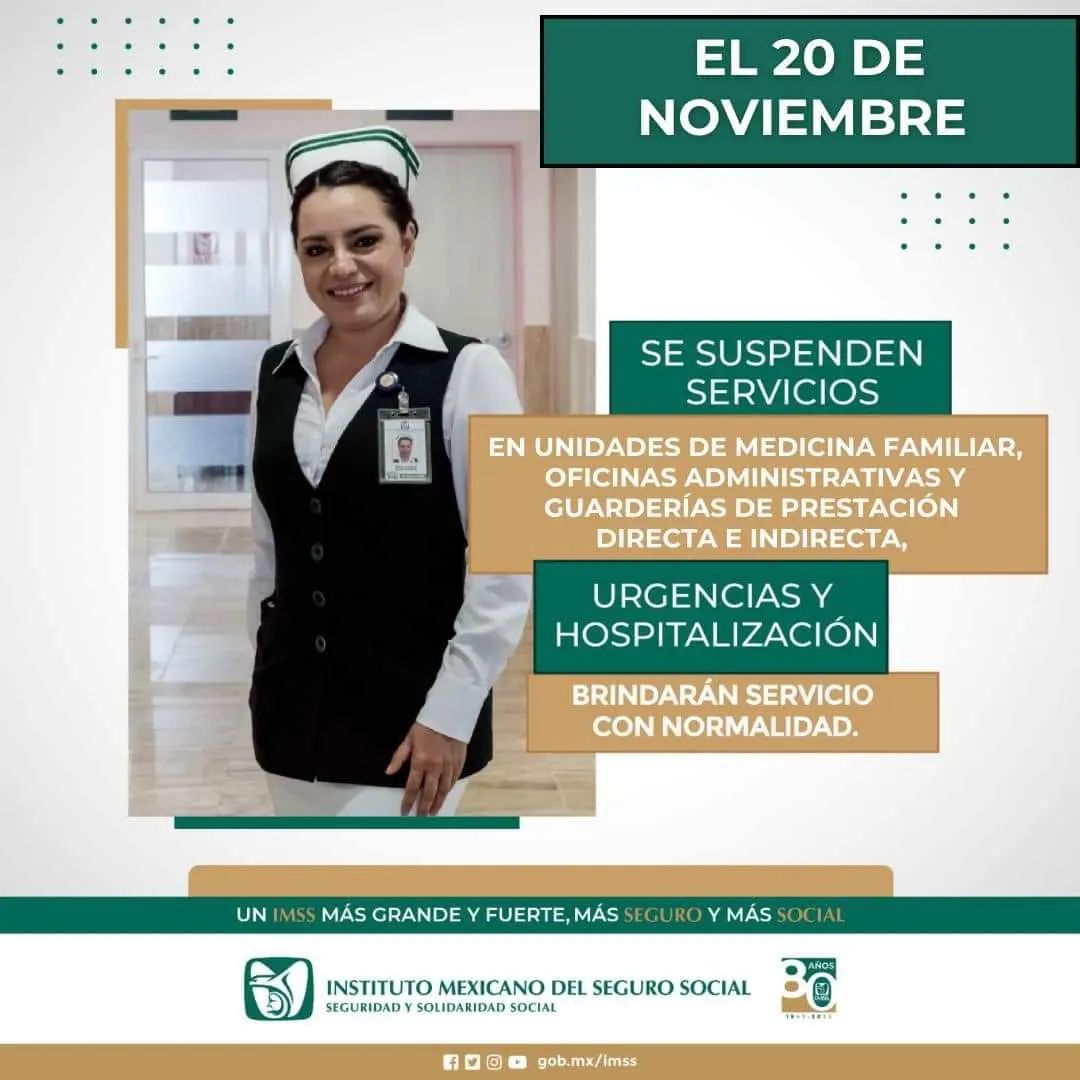 EL 20 DE
NOVIEMBRE
SE SUSPENDEN
SERVICIOS
EN UNIDADES DE MEDICINA FAMILIAR,
OFICINAS ADMINISTRATIVAS Y
GUARDERÍAS DE PRESTACIÓN
DIRECTA E INDIRECTA,
URGENCIAS Y
HOSPITALIZACIÓN
BRINDARÁN SERVICIO
CON NORMALIDAD.
UN IMSS MÁS GRANDE Y FUERTE, MÁS SEGURO Y MÁS SOCIAL
INSTITUTO MEXICANO DEL SEGURO SOCIAL
SEGURIDAD Y SOLIDARIDAD SOCIAL
80 AÑOS
IMSS
gob.mx/imss